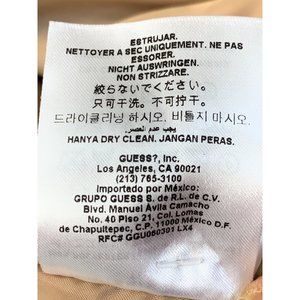 ESTRUJAR.
NETTOYER A SEC UNIQUEMENT. NE PAS
ESSORER.
NICHT AUSWRINGEN.
NON STRIZZARE.
絞らないでください。
只可干洗。不可拧干。
드라이클리닝 하시오. 비틀지 마시오.
يجب عدم العصر
HANYA DRY CLEAN. JANGAN PERAS.
GUESS?, Inc.
Los Angeles, CA 90021
(213) 765-3100
Importado por México:
GRUPO GUESS S. de R.L. de C.V.
Blvd. Manuel Ávila Camacho
No. 40 Piso 21, Col. Lomas
de Chapultepec, C.P. 11000 México D.F.
RFC# GGU060301 LX4